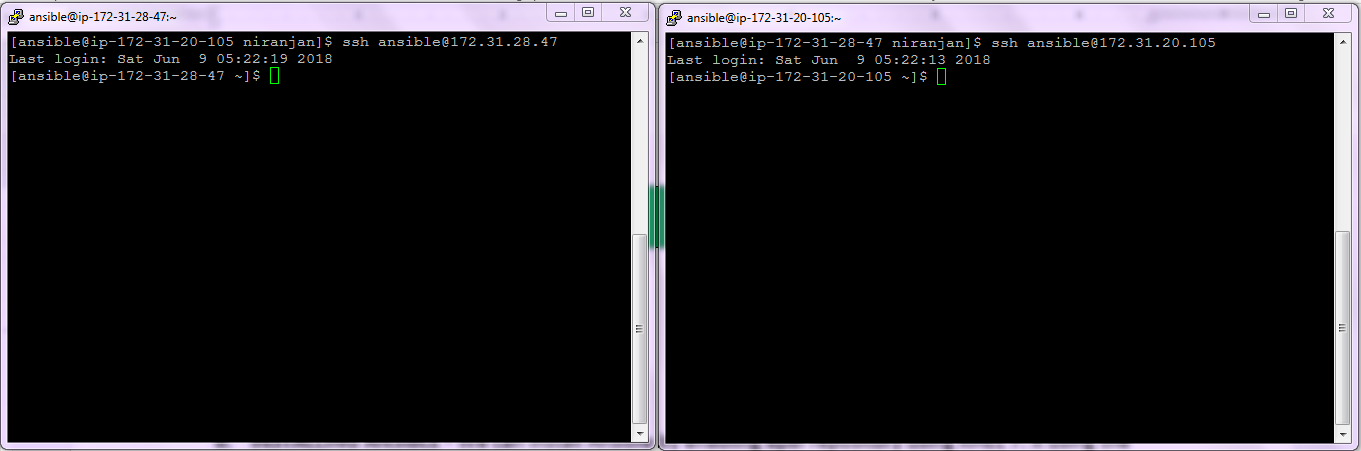 ansible@ip-172-31-28-47:~
[ansible@ip-172-31-20-105 niranjan]$ ssh ansible@172.31.28.47
Last login: Sat Jun  9 05:22:19 2018
[ansible@ip-172-31-28-47 ~]$
ansible@ip-172-31-20-105:~
[ansible@ip-172-31-28-47 niranjan]$ ssh ansible@172.31.20.105
Last login: Sat Jun  9 05:22:13 2018
[ansible@ip-172-31-20-105 ~]$